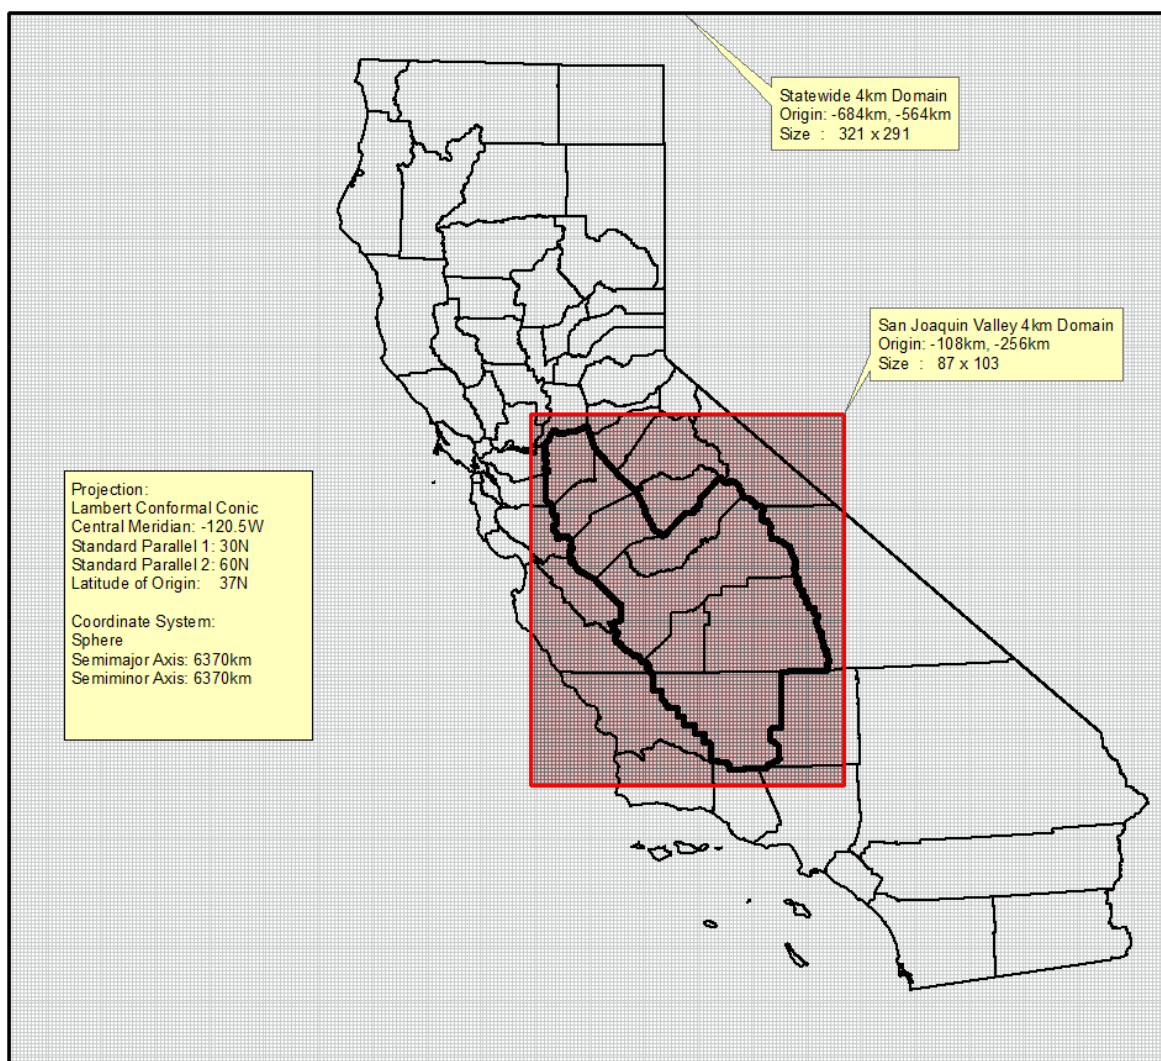 Statewide 4km Domain
Origin: -684km, -564km
Size : 321 x 291
San Joaquin Valley 4km Domain
Origin: -108km, -256km
Size : 87 x 103
Projection:
Lambert Conformal Conic
Central Meridian: -120.5W
Standard Parallel 1: 30N
Standard Parallel 2: 60N
Latitude of Origin: 37N
Coordinate System:
Sphere
Semimajor Axis: 6370km
Semiminor Axis: 6370km